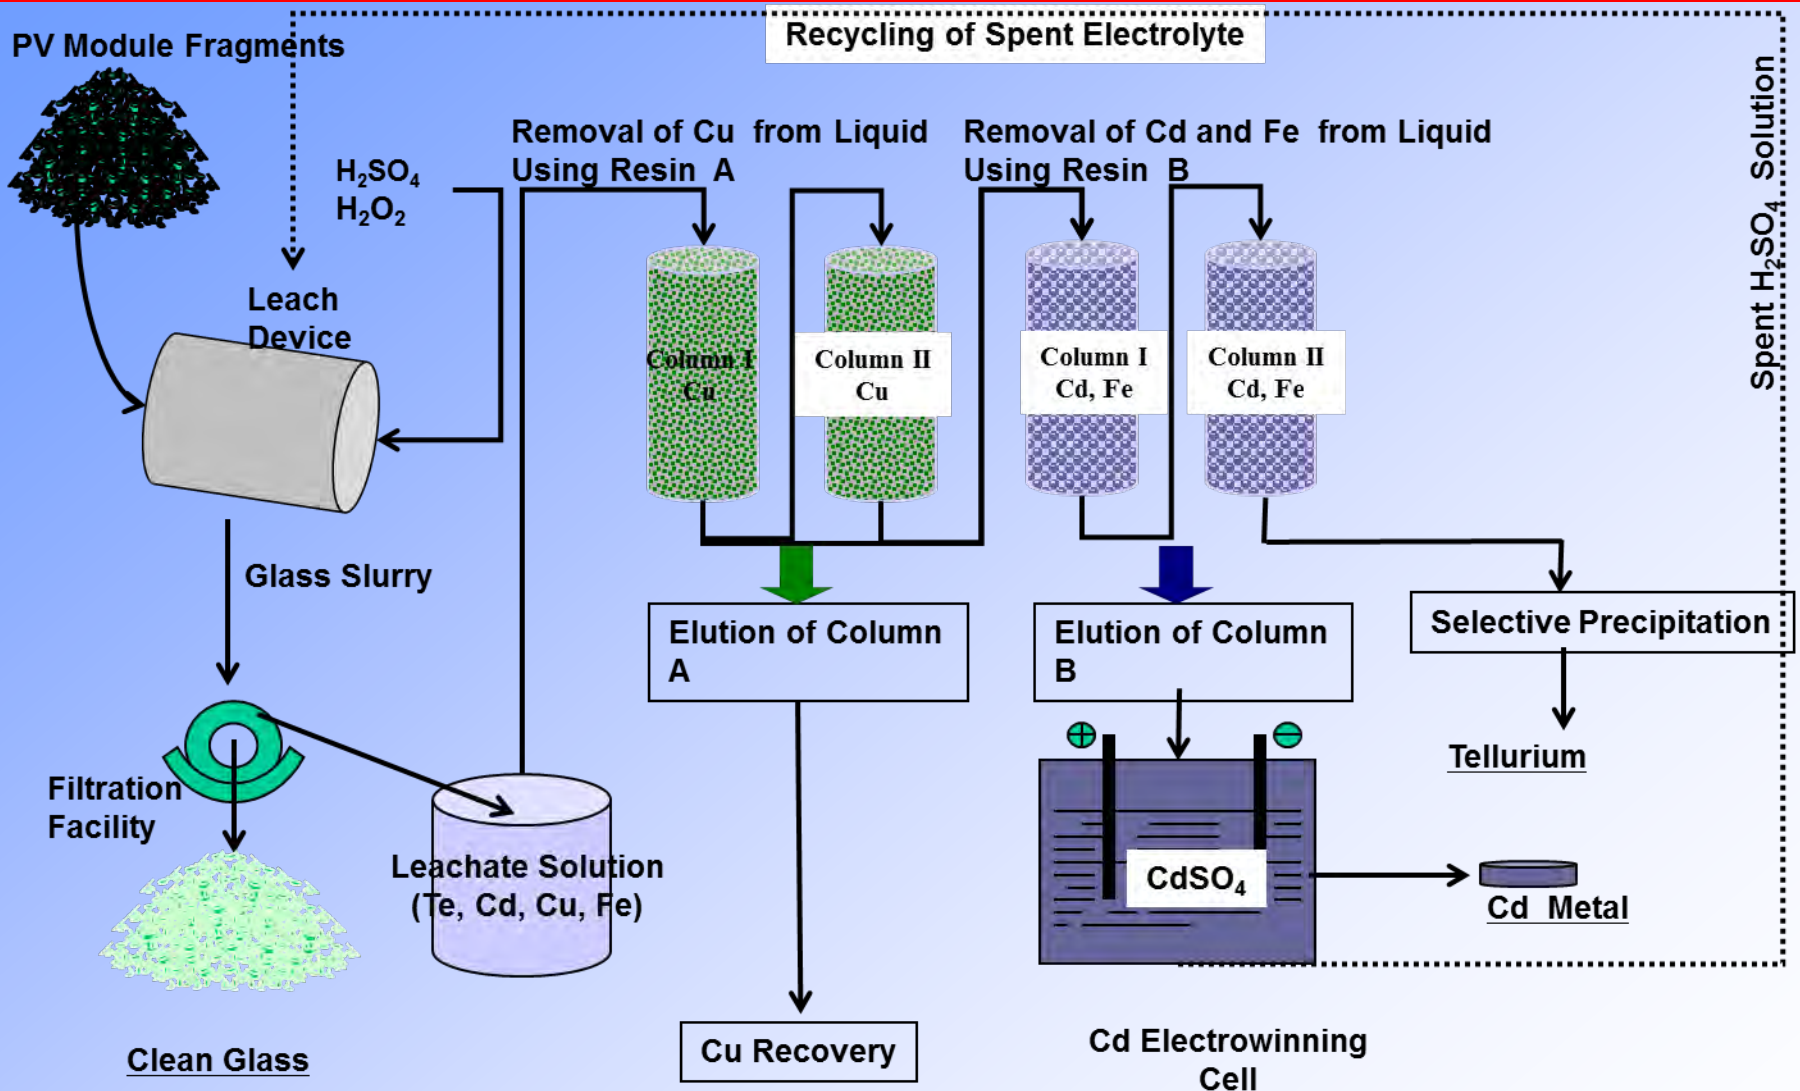 Recycling of Spent Electrolyte
PV Module Fragments
Spent H₂SO₄ Solution
Removal of Cu from Liquid
Using Resin A
Removal of Cd and Fe from Liquid
Using Resin B
H₂SO₄
H₂O₂
Leach
Device
Column I
Cu
Column II
Cu
Column I
Cd, Fe
Column II
Cd, Fe
Glass Slurry
Elution of Column
A
Elution of Column
B
Selective Precipitation
+
−
Tellurium
Filtration
Facility
Leachate Solution
(Te, Cd, Cu, Fe)
CdSO₄
Cd Metal
Clean Glass
Cu Recovery
Cd Electrowinning
Cell